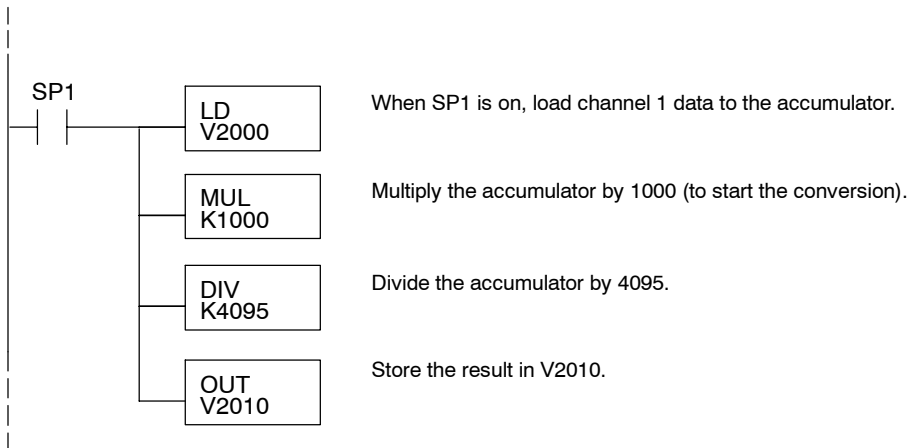 SP1
LD
V2000
When SP1 is on, load channel 1 data to the accumulator.
MUL
K1000
Multiply the accumulator by 1000 (to start the conversion).
DIV
K4095
Divide the accumulator by 4095.
OUT
V2010
Store the result in V2010.